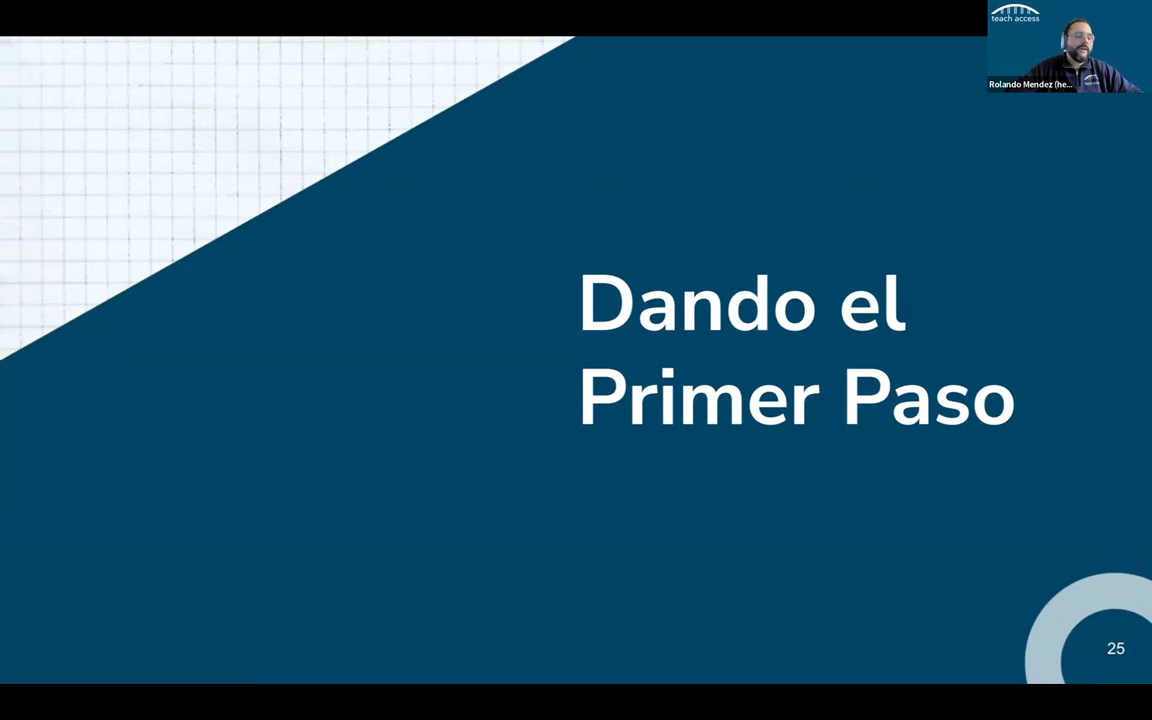 teach access
Rolando Mendez (he...
Dando el
Primer Paso
25